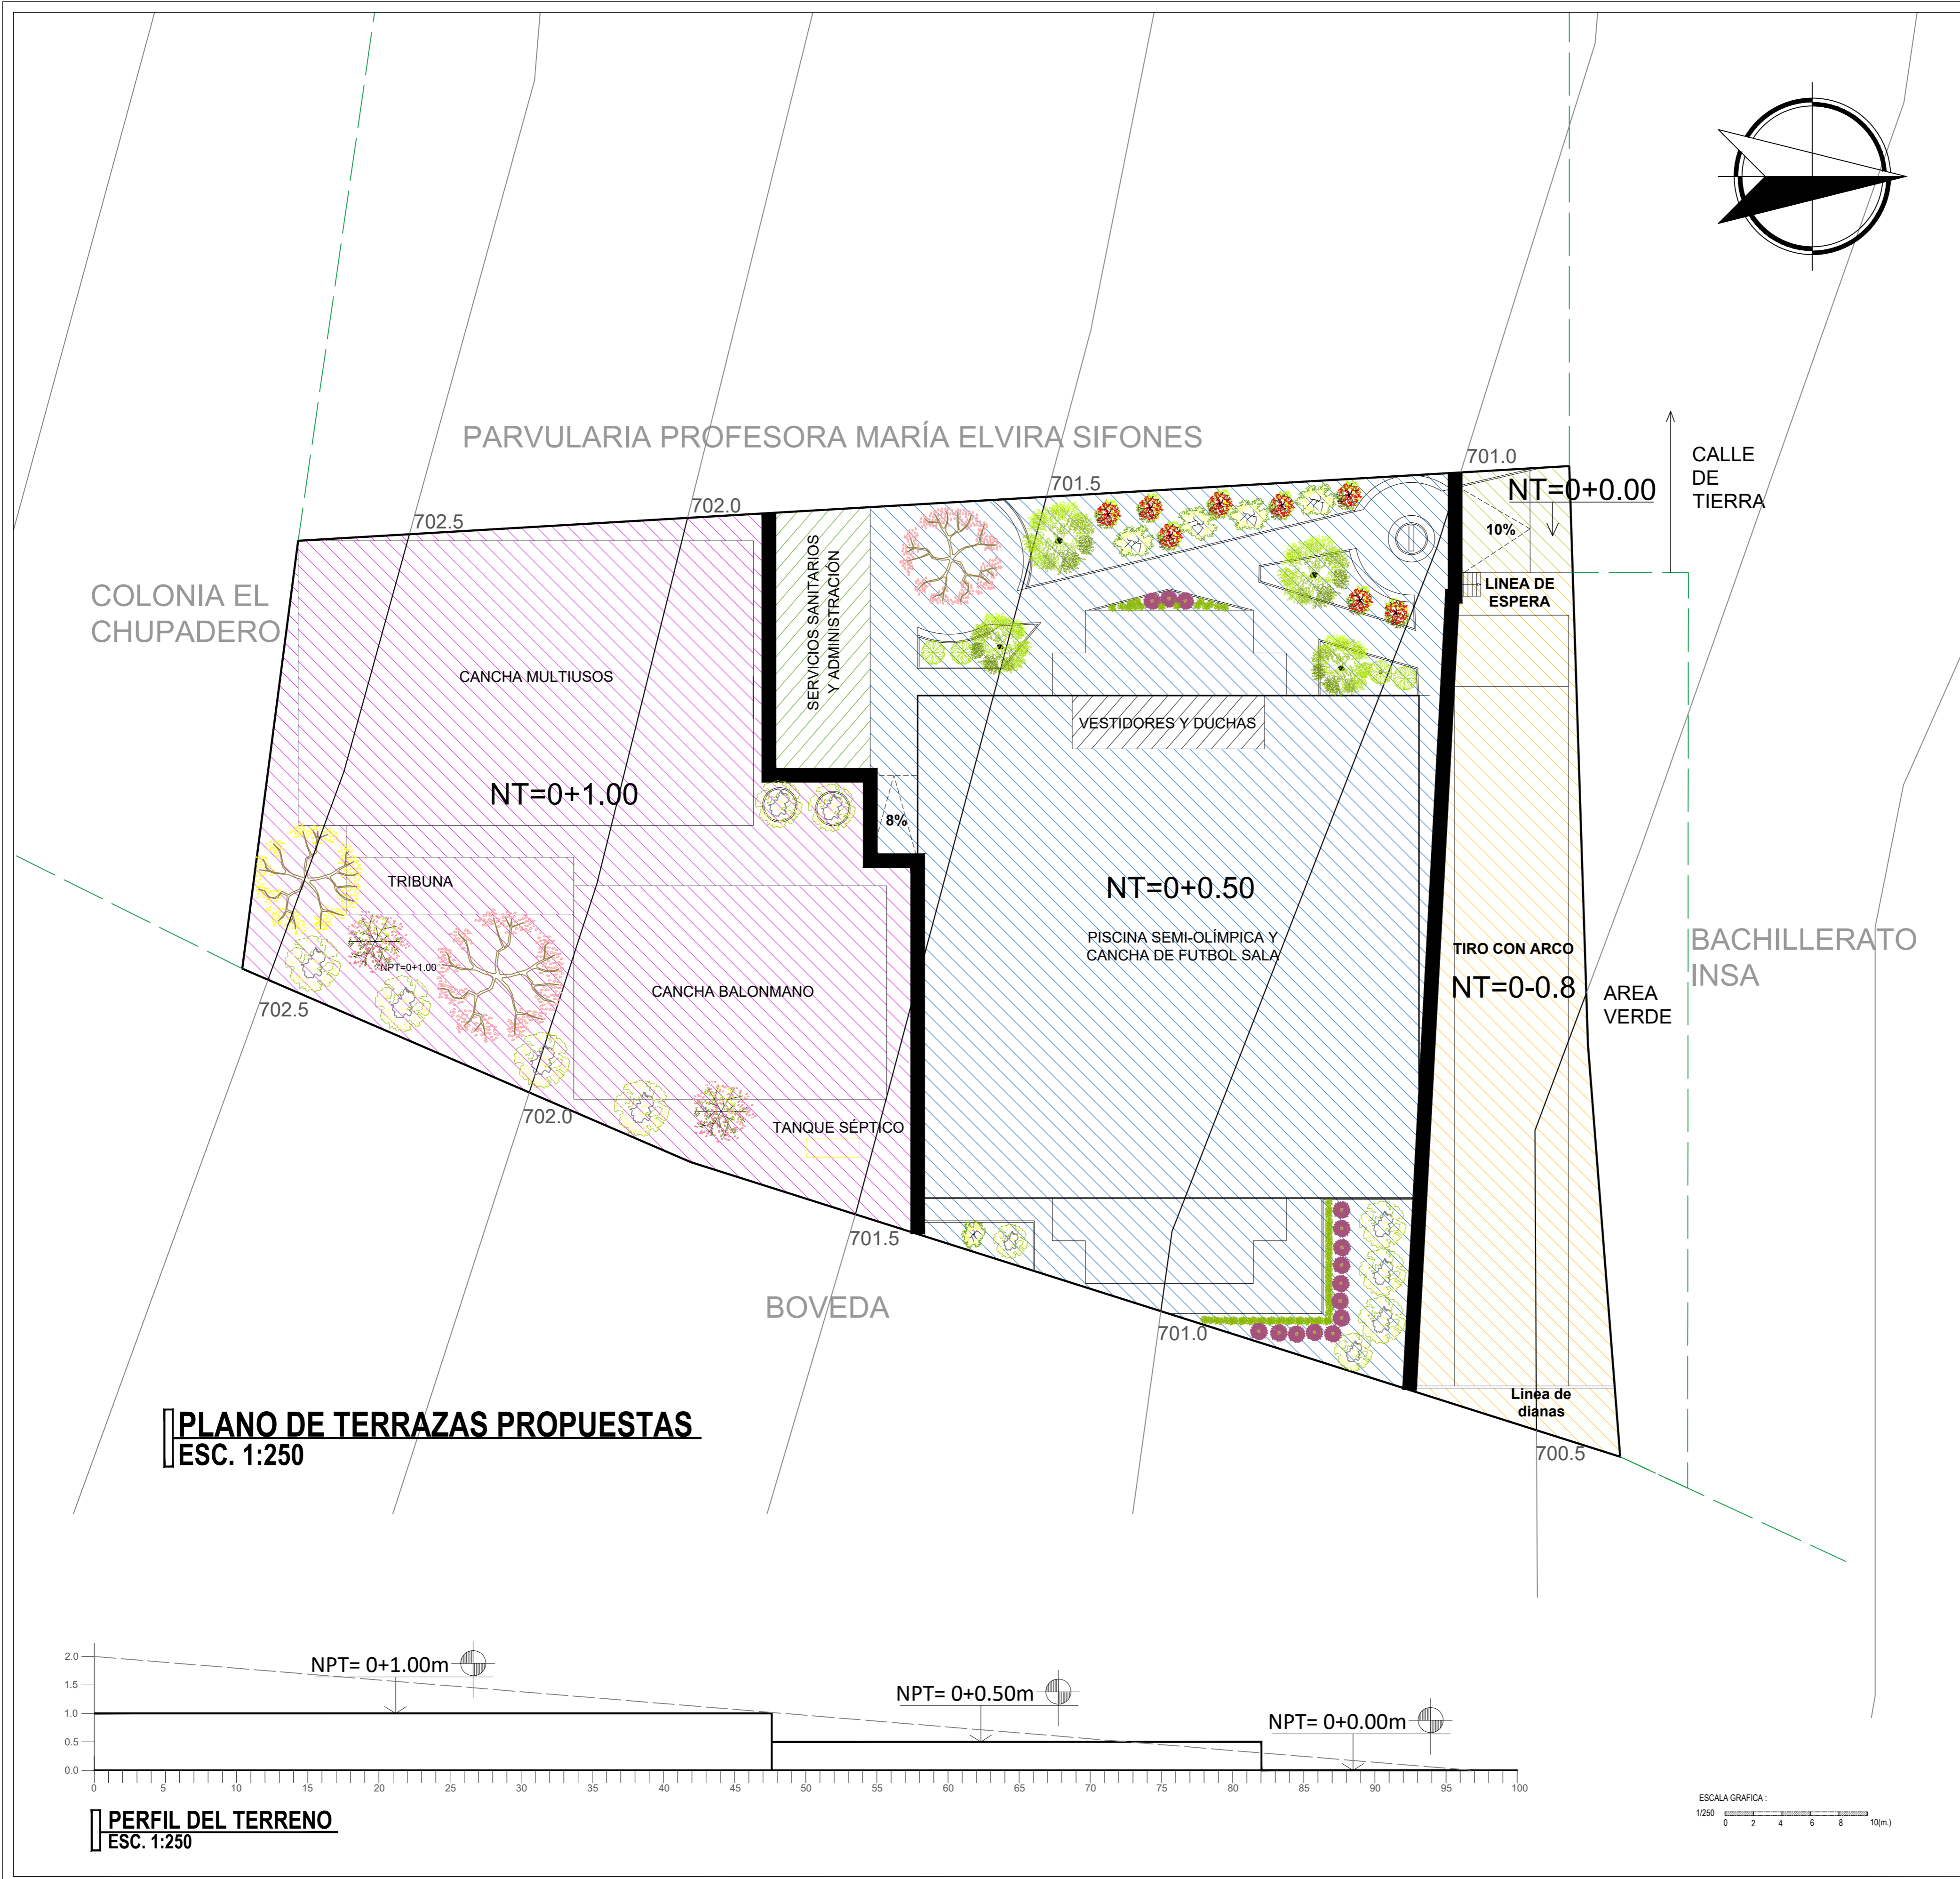 PARVULARIA PROFESORA MARÍA ELVIRA SIFONES
701.0
CALLE
DE
TIERRA
NT=0+0.00
701.5
702.0
702.5
10%
LINEA DE
ESPERA
COLONIA EL
CHUPADERO
SERVICIOS SANITARIOS
Y ADMINISTRACIÓN
CANCHA MULTIUSOS
VESTIDORES Y DUCHAS
NT=0+1.00
8%
TRIBUNA
NT=0+0.50
PISCINA SEMI-OLÍMPICA Y
CANCHA DE FUTBOL SALA
TIRO CON ARCO
NT=0-0.8
BACHILLERATO
INSA
AREA
VERDE
NPT=0+1.00
CANCHA BALONMANO
702.5
702.0
TANQUE SÉPTICO
701.5
BOVEDA
701.0
Linea de
dianas
700.5
PLANO DE TERRAZAS PROPUESTAS
ESC. 1:250
NPT= 0+1.00m
NPT= 0+0.50m
NPT= 0+0.00m
2.0
1.5
1.0
0.5
0.0
0 5 10 15 20 25 30 35 40 45 50 55 60 65 70 75 80 85 90 95 100
PERFIL DEL TERRENO
ESC. 1:250
ESCALA GRAFICA :
1/250
0 2 4 6 8 10(m.)